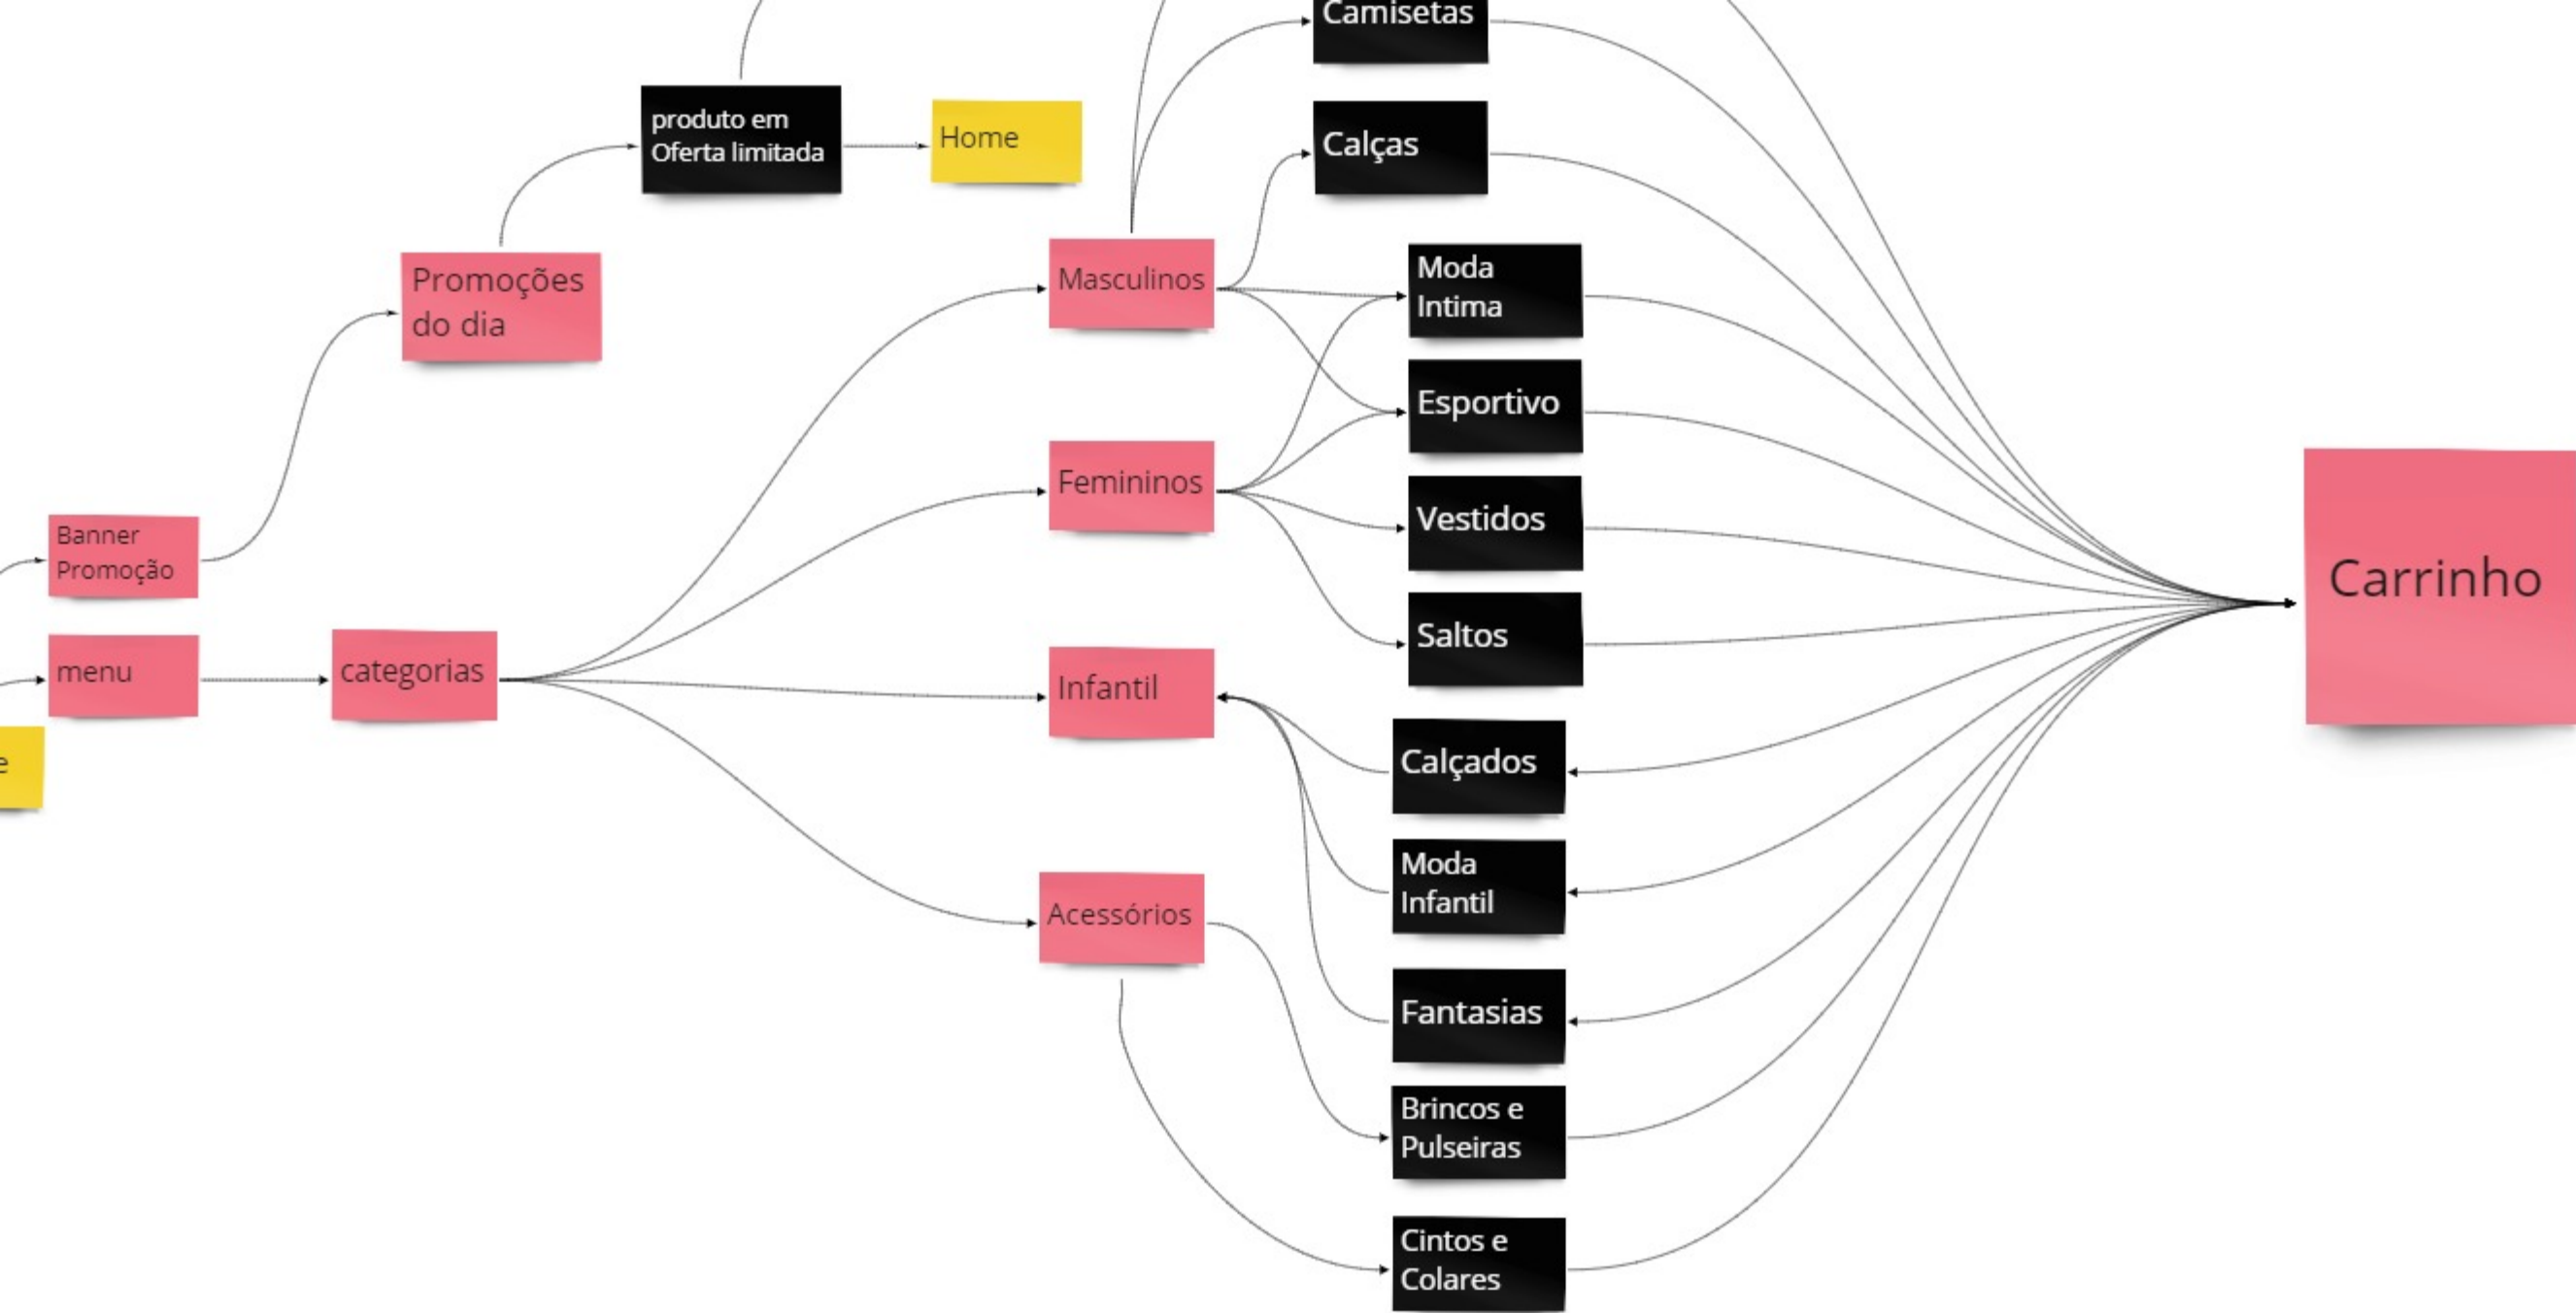 Camisetas
produto em
Oferta limitada
Home
Calças
Promoções
do dia
Masculinos
Moda
Intima
Esportivo
Femininos
Vestidos
Banner
Promoção
Saltos
Carrinho
menu
categorias
Infantil
e
Calçados
Moda
Infantil
Acessórios
Fantasias
Brincos e
Pulseiras
Cintos e
Colares